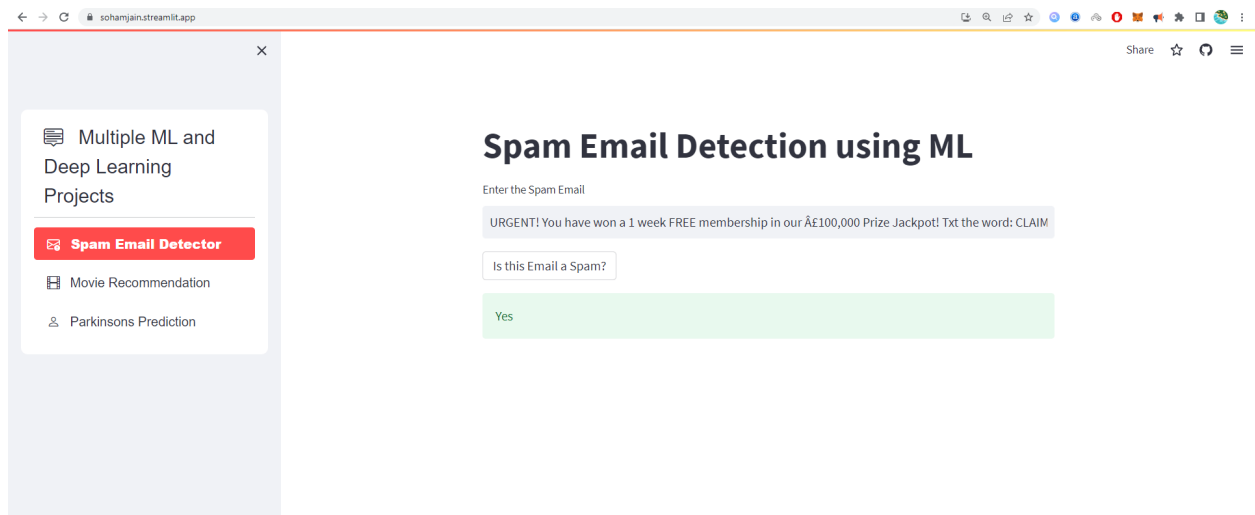 sohamjain.streamlit.app
Share
Multiple ML and
Deep Learning
Projects
Spam Email Detector
Movie Recommendation
Parkinsons Prediction
Spam Email Detection using ML
Enter the Spam Email
URGENT! You have won a 1 week FREE membership in our Â£100,000 Prize Jackpot! Txt the word: CLAIM
Is this Email a Spam?
Yes